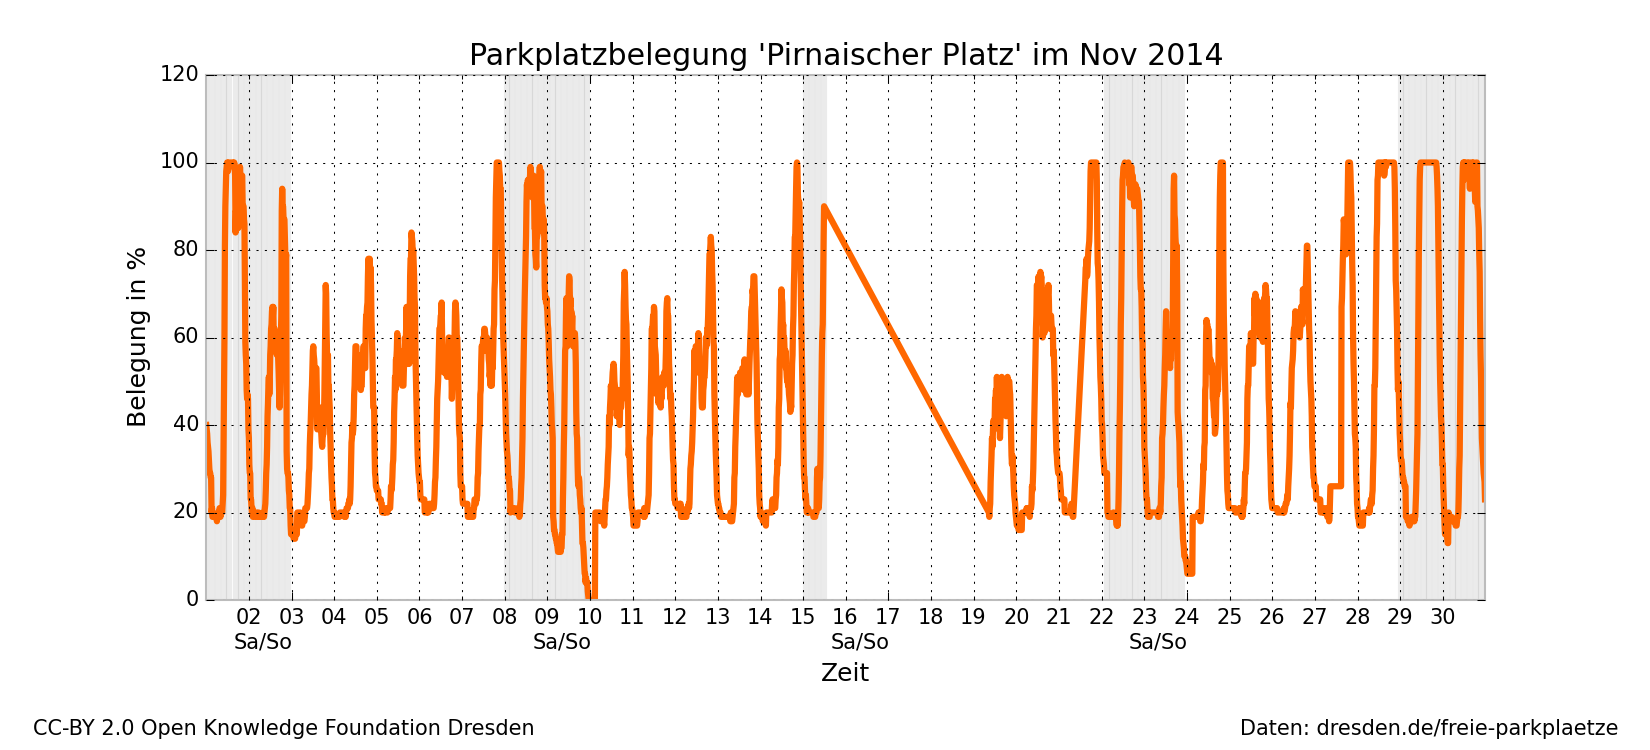 Parkplatzbelegung 'Pirnaischer Platz' im Nov 2014
120
100
80
60
40
20
0
Belegung in %
02 03 04 05 06 07 08 09 10 11 12 13 14 15 16 17 18 19 20 21 22 23 24 25 26 27 28 29 30
Sa/So Sa/So Sa/So Sa/So
Zeit
CC-BY 2.0 Open Knowledge Foundation Dresden
Daten: dresden.de/freie-parkplaetze